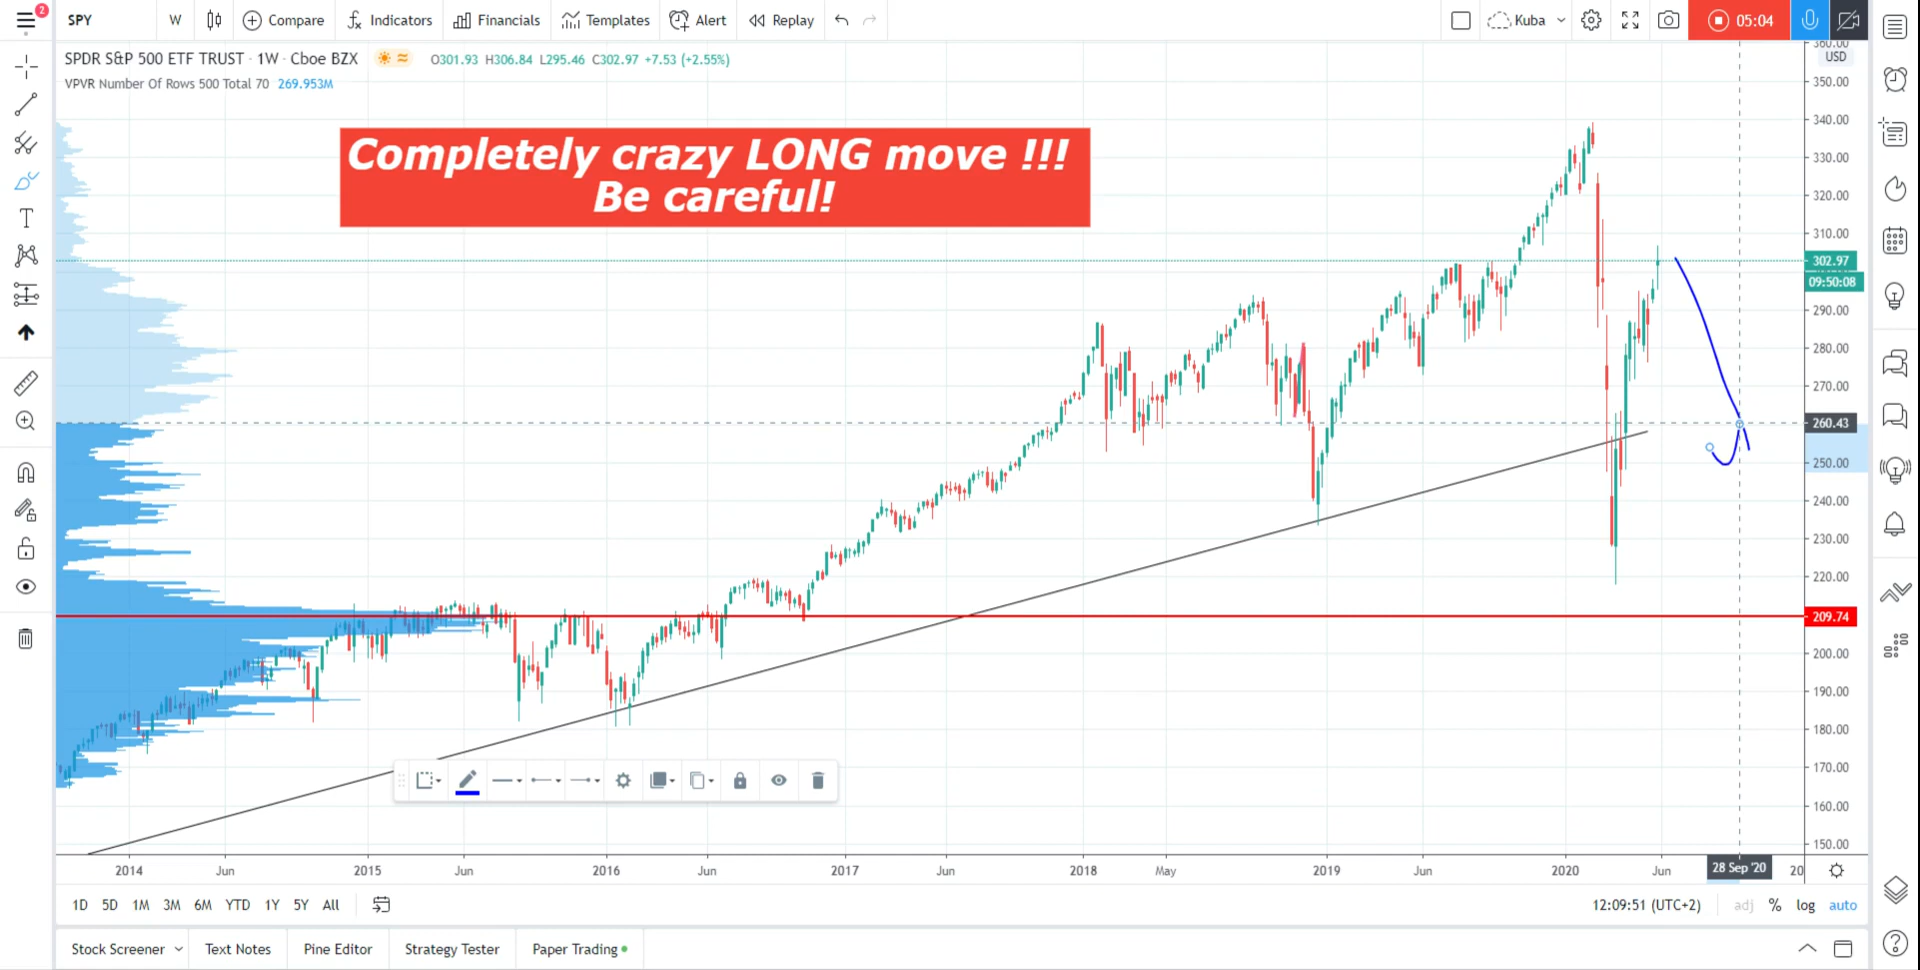 2
SPY
W
Compare
Indicators
Financials
Templates
Alert
Replay
Kuba
05:04
SPDR S&P 500 ETF TRUST · 1W · Cboe BZX
O301.93 H306.84 L295.46 C302.97 +7.53 (+2.55%)
VPVR Number Of Rows 500 Total 70 269.953M
Completely crazy LONG move !!!
Be careful!
360.00
USD
350.00
340.00
330.00
320.00
310.00
302.97
09:50:08
290.00
280.00
270.00
260.43
250.00
240.00
230.00
220.00
209.74
200.00
190.00
180.00
170.00
160.00
150.00
2014 Jun 2015 Jun 2016 Jun 2017 Jun 2018 May 2019 Jun 2020 Jun 28 Sep '20 20
1D 5D 1M 3M 6M YTD 1Y 5Y All
12:09:51 (UTC+2) adj % log auto
Stock Screener Text Notes Pine Editor Strategy Tester Paper Trading